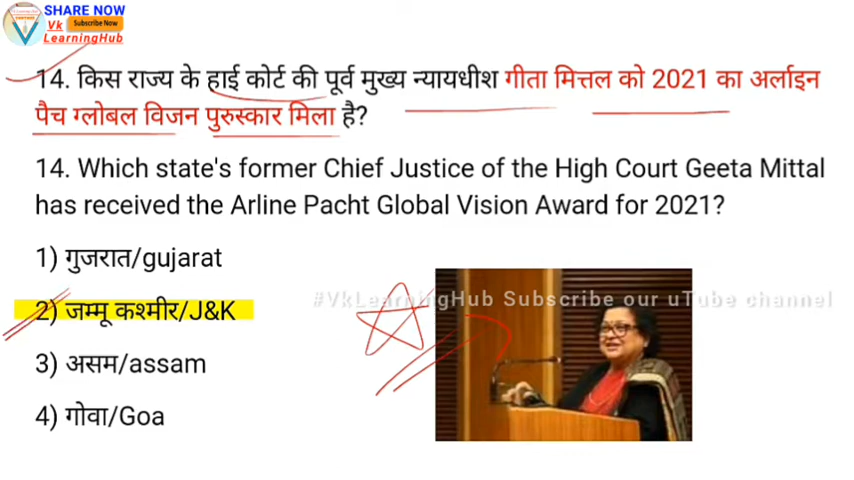 SHARE NOW
Vk Subscribe Now
LearningHub
14. किस राज्य के हाई कोर्ट की पूर्व मुख्य न्यायधीश गीता मित्तल को 2021 का अर्लाइन
पैच ग्लोबल विजन पुरुस्कार मिला है?
14. Which state's former Chief Justice of the High Court Geeta Mittal
has received the Arline Pacht Global Vision Award for 2021?
1) गुजरात/gujarat
#VkLearningHub Subscribe our uTube channel
2) जम्मू कश्मीर/J&K
3) असम/assam
4) गोवा/Goa